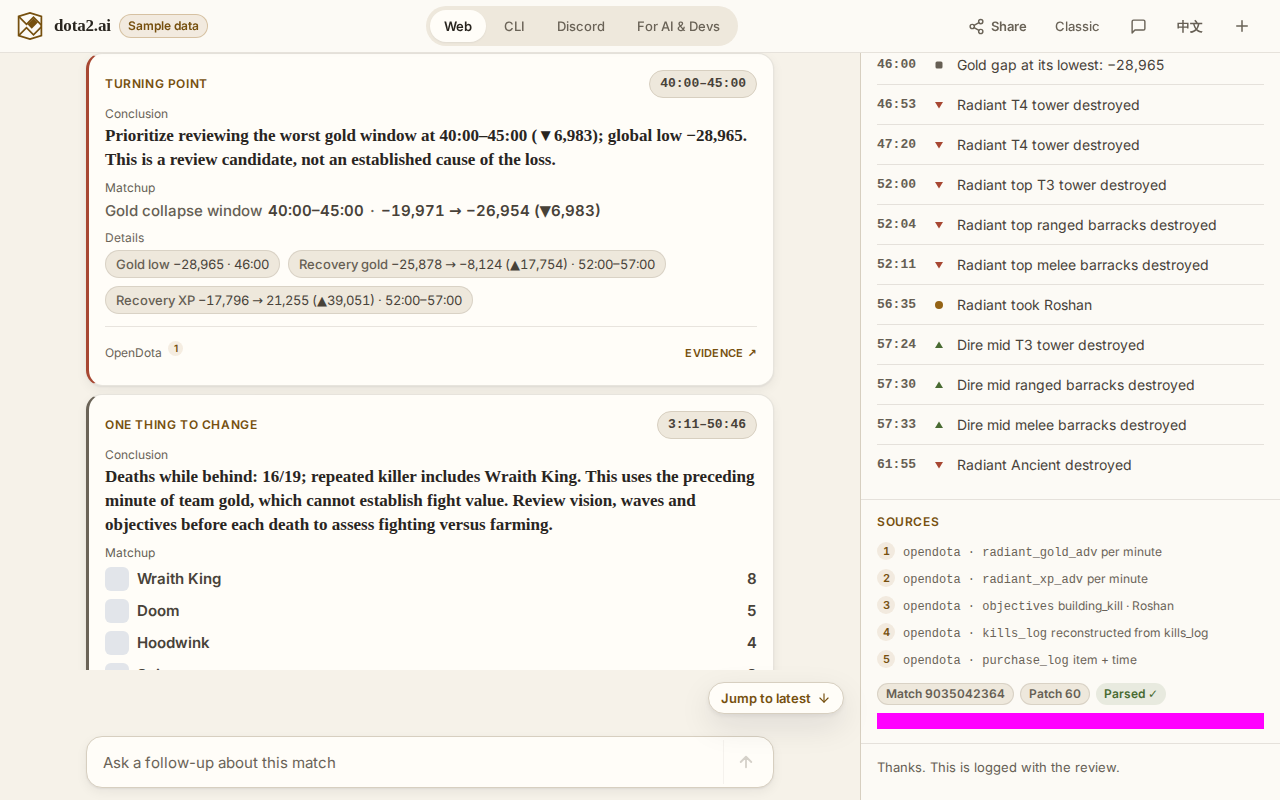 dota2.ai Sample data
Web CLI Discord For AI & Devs
Share Classic 中文
TURNING POINT 40:00–45:00
Conclusion
Prioritize reviewing the worst gold window at 40:00–45:00 (▼6,983); global low −28,965.
This is a review candidate, not an established cause of the loss.
Matchup
Gold collapse window 40:00–45:00 · −19,971 → −26,954 (▼6,983)
Details
Gold low −28,965 · 46:00
Recovery gold −25,878 → −8,124 (▲17,754) · 52:00–57:00
Recovery XP −17,796 → 21,255 (▲39,051) · 52:00–57:00
OpenDota 1
EVIDENCE ↗
ONE THING TO CHANGE 3:11–50:46
Conclusion
Deaths while behind: 16/19; repeated killer includes Wraith King. This uses the preceding
minute of team gold, which cannot establish fight value. Review vision, waves and
objectives before each death to assess fighting versus farming.
Matchup
Wraith King 8
Doom 5
Hoodwink 4
Jump to latest ↓
Ask a follow-up about this match
46:00 Gold gap at its lowest: −28,965
46:53 Radiant T4 tower destroyed
47:20 Radiant T4 tower destroyed
52:00 Radiant top T3 tower destroyed
52:04 Radiant top ranged barracks destroyed
52:11 Radiant top melee barracks destroyed
56:35 Radiant took Roshan
57:24 Dire mid T3 tower destroyed
57:30 Dire mid ranged barracks destroyed
57:33 Dire mid melee barracks destroyed
61:55 Radiant Ancient destroyed
SOURCES
1 opendota · radiant_gold_adv per minute
2 opendota · radiant_xp_adv per minute
3 opendota · objectives building_kill · Roshan
4 opendota · kills_log reconstructed from kills_log
5 opendota · purchase_log item + time
Match 9035042364 Patch 60 Parsed ✓
Thanks. This is logged with the review.